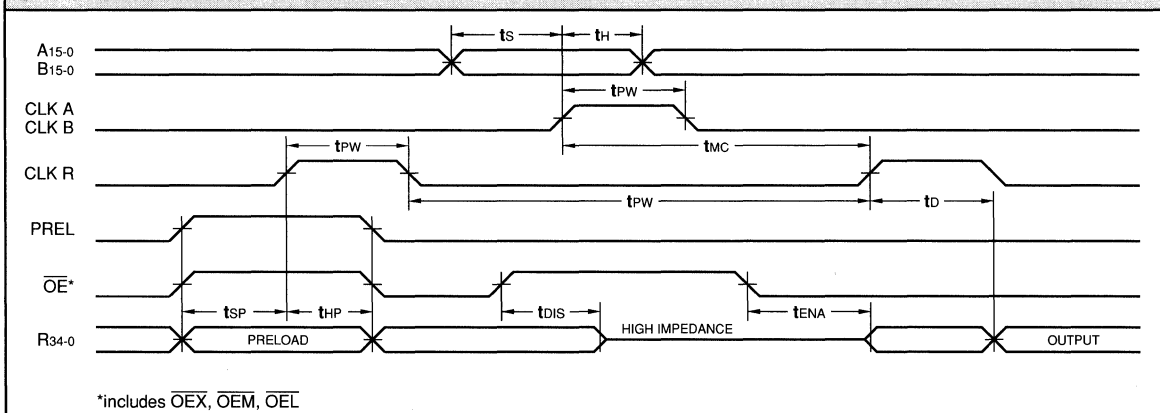 tS tH
A15-0
B15-0
tPW
CLK A
CLK B
tPW tMC
CLK R
tPW tD
PREL
OE*
tSP tHP tDIS tENA
R34-0 PRELOAD HIGH IMPEDANCE OUTPUT
*includes OEX, OEM, OEL